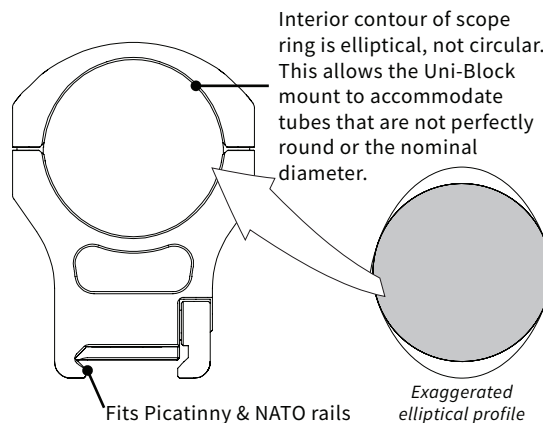 Interior contour of scope
ring is elliptical, not circular.
This allows the Uni-Block
mount to accommodate
tubes that are not perfectly
round or the nominal
diameter.
Exaggerated
elliptical profile
Fits Picatinny & NATO rails